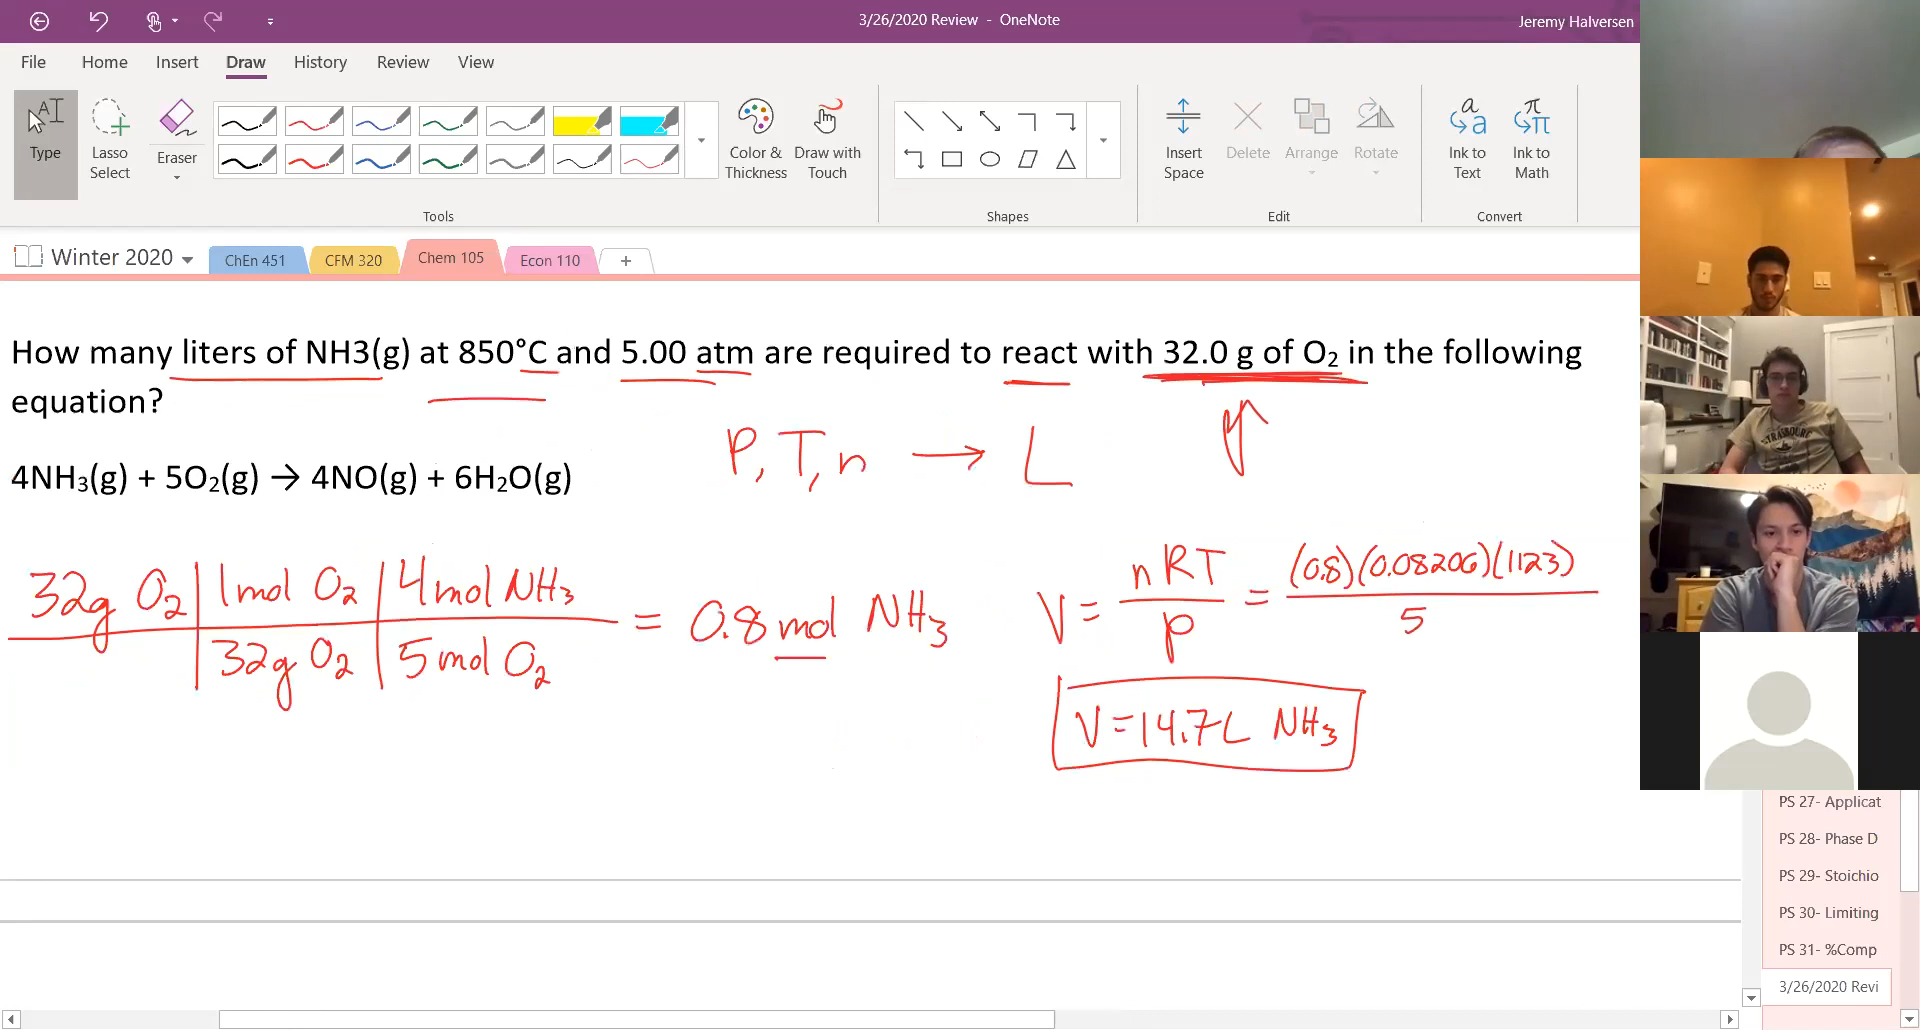 3/26/2020 Review - OneNote
Jeremy Halversen
File Home Insert Draw History Review View
Type
Lasso Select
Eraser
Color & Thickness
Draw with Touch
Insert Space
Delete
Arrange
Rotate
Ink to Text
Ink to Math
Tools
Shapes
Edit
Convert
Winter 2020
ChEn 451
CFM 320
Chem 105
Econ 110
+
How many liters of NH3(g) at 850°C and 5.00 atm are required to react with 32.0 g of O₂ in the following
equation?
P, T, n → L
4NH₃(g) + 5O₂(g) → 4NO(g) + 6H₂O(g)
32g O₂ | 1mol O₂ | 4mol NH₃
32g O₂ | 5 mol O₂
= 0.8 mol NH₃
V = nRT / P = (0.8)(0.08206)(1123) / 5
V=14.7L NH₃
STRASBOURG
PS 27- Applicat
PS 28- Phase D
PS 29- Stoichio
PS 30- Limiting
PS 31- %Comp
3/26/2020 Revi